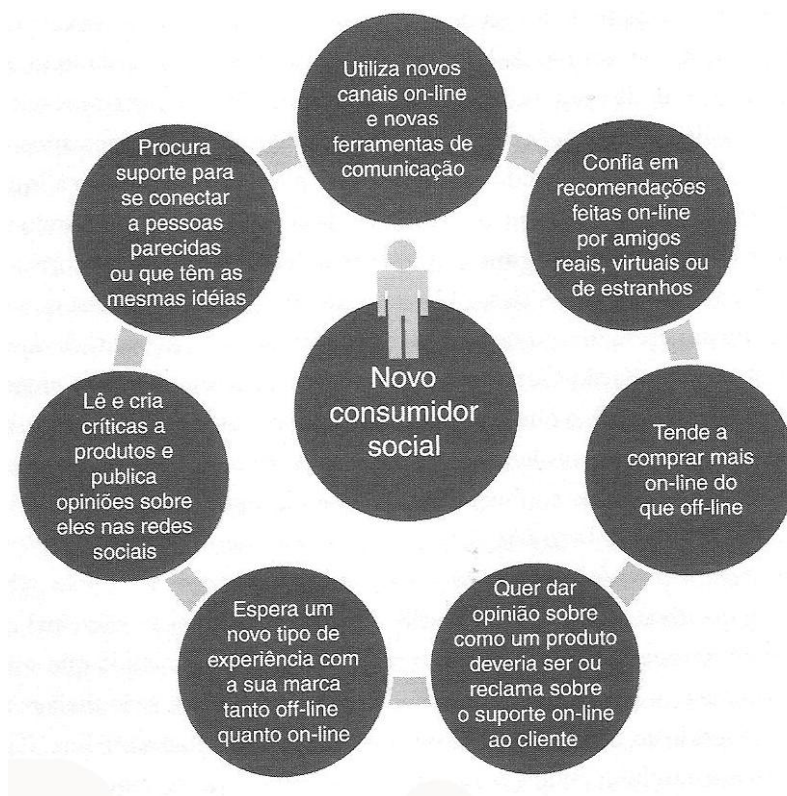 Utiliza novos
canais on-line
e novas
ferramentas de
comunicação
Confia em
recomendações
feitas on-line
por amigos
reais, virtuais ou
de estranhos
Tende a
comprar mais
on-line do
que off-line
Quer dar
opinião sobre
como um produto
deveria ser ou
reclama sobre
o suporte on-line
ao cliente
Espera um
novo tipo de
experiência com
a sua marca
tanto off-line
quanto on-line
Lê e cria
críticas a
produtos e
publica
opiniões sobre
eles nas redes
sociais
Procura
suporte para
se conectar
a pessoas
parecidas
ou que têm as
mesmas idéias
Novo
consumidor
social